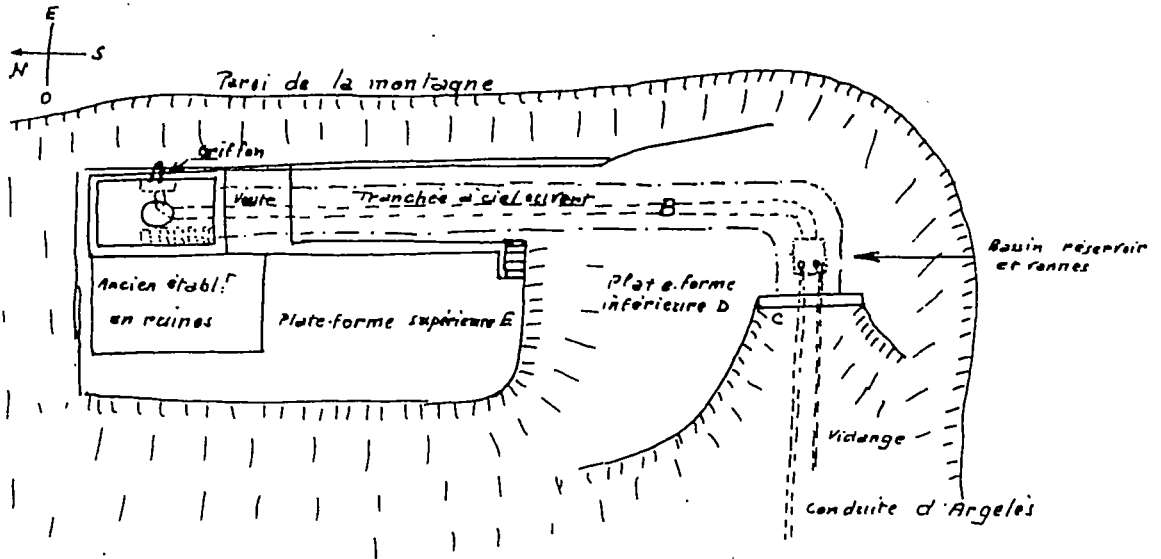 E
N S
O
Paroi de la montagne
A Griffon
Voûte
Tranchée à ciel ouvert
B
Bassin réservoir
et vannes
Ancien établ.t
en ruines
Plate-forme supérieure E
Plate-forme
inférieure D
C
Vidange
Conduite d'Argelès